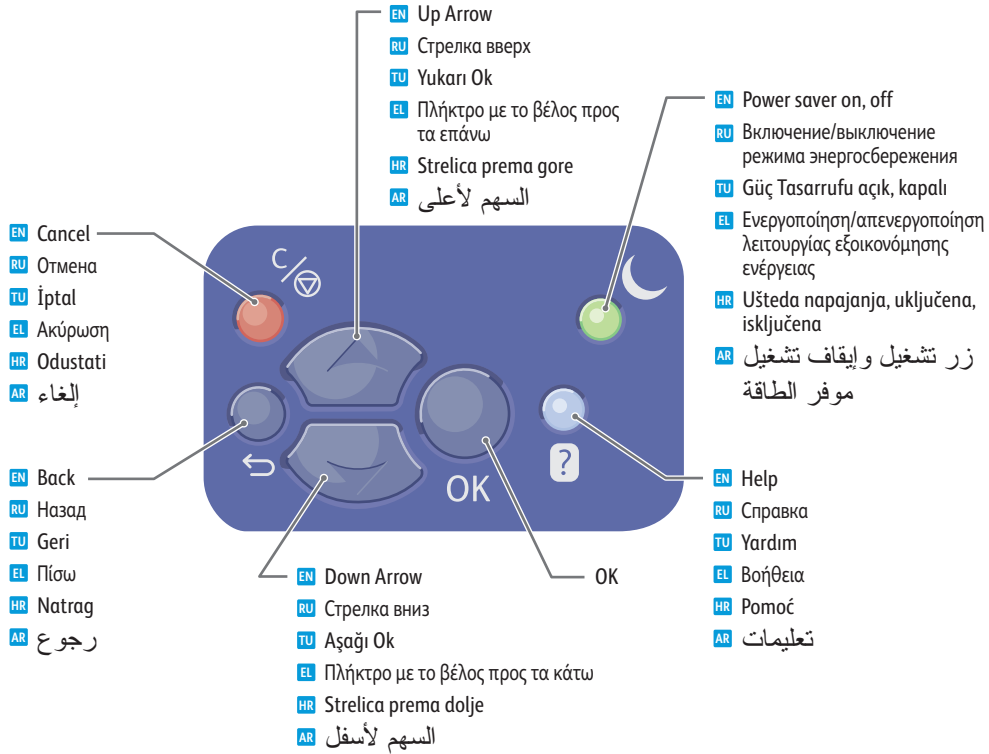 EN Up Arrow
RU Стрелка вверх
TU Yukarı Ok
EL Πλήκτρο με το βέλος προς
τα επάνω
HR Strelica prema gore
AR السهم لأعلى
EN Power saver on, off
RU Включение/выключение
режима энергосбережения
TU Güç Tasarrufu açık, kapalı
EL Ενεργοποίηση/απενεργοποίηση
λειτουργίας εξοικονόμησης
ενέργειας
HR Ušteda napajanja, uključena,
isključena
AR زر تشغيل وإيقاف تشغيل
موفر الطاقة
EN Cancel
RU Отмена
TU İptal
EL Ακύρωση
HR Odustati
AR إلغاء
C/
OK
?
EN Back
RU Назад
TU Geri
EL Πίσω
HR Natrag
AR رجوع
EN Help
RU Справка
TU Yardım
EL Βοήθεια
HR Pomoć
AR تعليمات
EN Down Arrow
RU Стрелка вниз
TU Aşağı Ok
EL Πλήκτρο με το βέλος προς τα κάτω
HR Strelica prema dolje
AR السهم لأسفل
OK